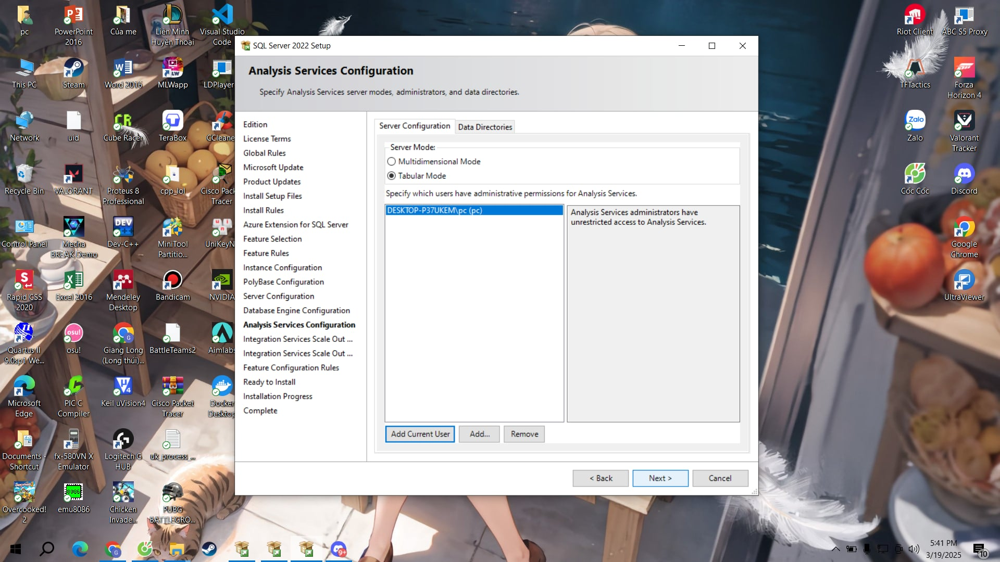 pc
PowerPoint
2016
Của me
Liên Minh
Huyền Thoại
Visual Studio
Code
Riot Client
ABC S5 Proxy
This PC
Steam
Word 2016
MLWapp
LDPlayer
TFTactics
Forza
Horizon 4
Network
uid
Cube Racer
TeraBox
CCleane
Zalo
Valorant
Tracker
Recycle Bin
VALORANT
Proteus 8
Professional
cpp_lol
Cisco Pack
Tracer
Cốc Cốc
Discord
Control Panel
Mecha
BREAK Demo
Dev-C++
MiniTool
Partitio...
UniKeyN
Google
Chrome
Rapid CSS
2020
Excel 2016
Mendeley
Desktop
Bandicam
NVIDIA
UltraViewer
Quartus II
9.0sp1 We...
osu!
Giang Long
(Long thúi)...
BattleTeams2
Aimlabs
Microsoft
Edge
PIC C
Compiler
Keil uVision4
Cisco Packet
Tracer
Docker
Desktop
Documents -
Shortcut
fx-580VN X
Emulator
Logitech G
HUB
uk_process_...
Overcooked!
2
emu8086
Chicken
Invade...
PUBG
BATTLEGRO...
SQL Server 2022 Setup
Analysis Services Configuration
Specify Analysis Services server modes, administrators, and data directories.
Edition
License Terms
Global Rules
Microsoft Update
Product Updates
Install Setup Files
Install Rules
Azure Extension for SQL Server
Feature Selection
Feature Rules
Instance Configuration
PolyBase Configuration
Server Configuration
Database Engine Configuration
Analysis Services Configuration
Integration Services Scale Out ...
Integration Services Scale Out ...
Feature Configuration Rules
Ready to Install
Installation Progress
Complete
Server Configuration
Data Directories
Server Mode:
Multidimensional Mode
Tabular Mode
Specify which users have administrative permissions for Analysis Services.
DESKTOP-P37UKEM\pc (pc)
Analysis Services administrators have
unrestricted access to Analysis Services.
Add Current User
Add...
Remove
< Back
Next >
Cancel
9+
5:41 PM
3/19/2025
10